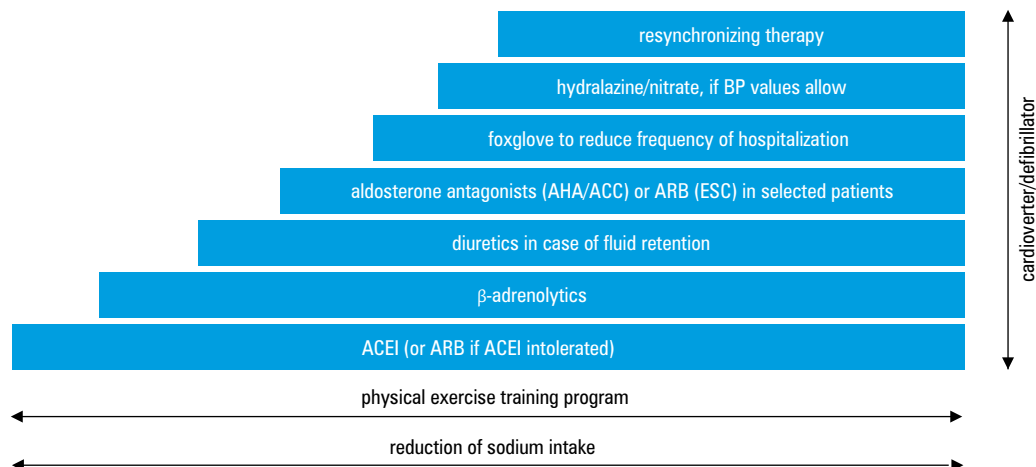 resynchronizing therapy
hydralazine/nitrate, if BP values allow
foxglove to reduce frequency of hospitalization
aldosterone antagonists (AHA/ACC) or ARB (ESC) in selected patients
diuretics in case of fluid retention
β-adrenolytics
ACEI (or ARB if ACEI intolerated)
cardioverter/defibrillator
physical exercise training program
reduction of sodium intake